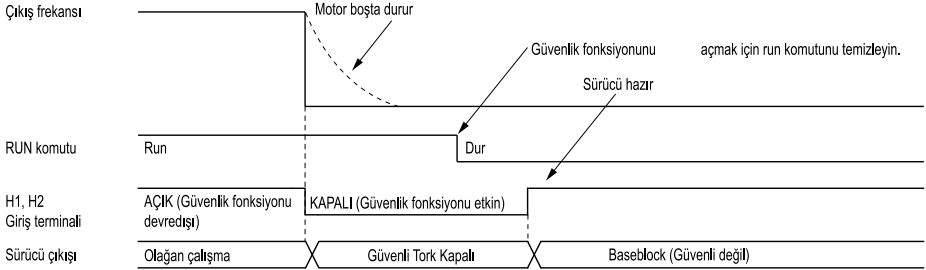 Çıkış frekansı
Motor boşta durur
Güvenlik fonksiyonunu açmak için run komutunu temizleyin.
Sürücü hazır
RUN komutu
Run
Dur
H1, H2
Giriş terminali
AÇIK (Güvenlik fonksiyonu
devredışı)
KAPALI (Güvenlik fonksiyonu etkin)
Sürücü çıkışı
Olağan çalışma
Güvenli Tork Kapalı
Baseblock (Güvenli değil)